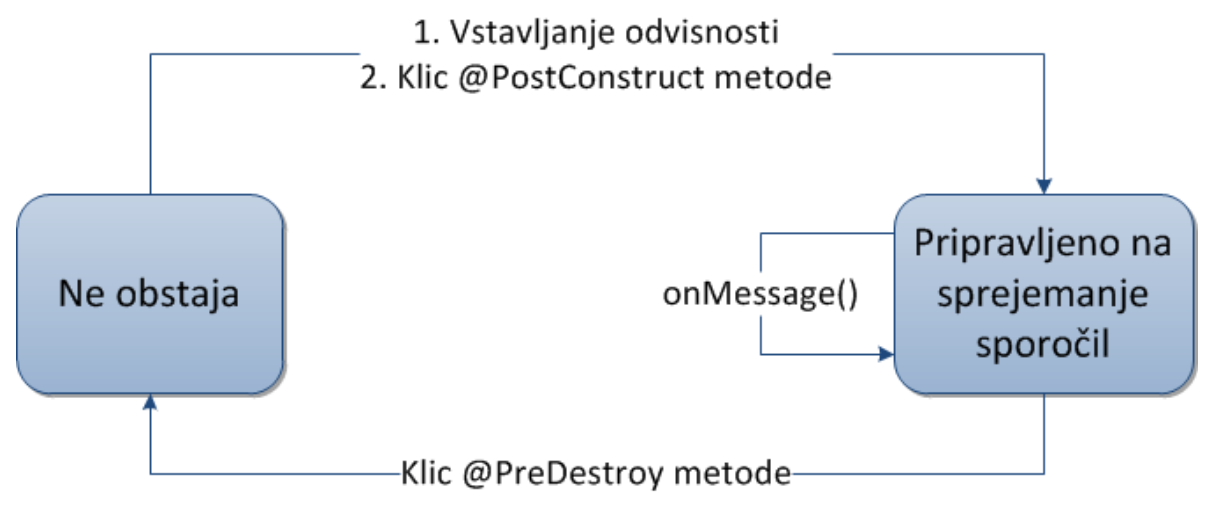 1. Vstavljanje odvisnosti
2. Klic @PostConstruct metode
Ne obstaja
onMessage()
Pripravljeno na
sprejemanje
sporočil
Klic @PreDestroy metode